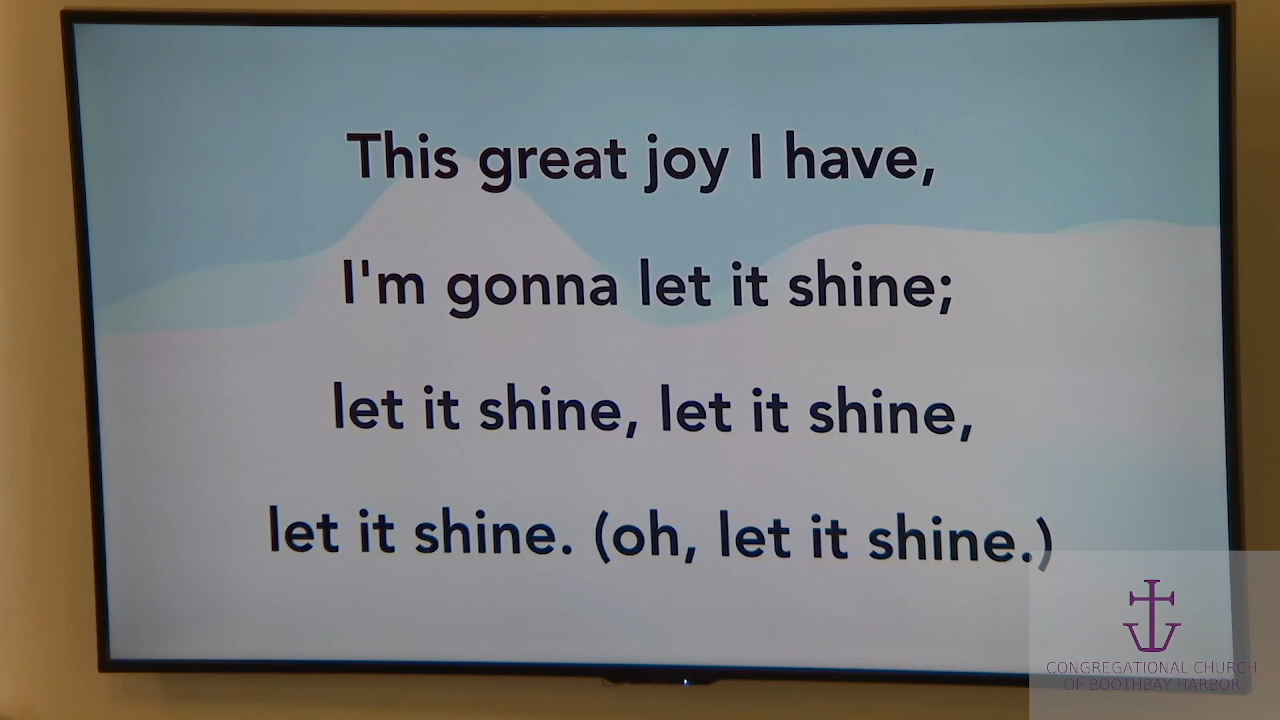 This great joy I have,
I'm gonna let it shine;
let it shine, let it shine,
let it shine. (oh, let it shine.)
CONGREGATIONAL CHURCH
OF BOOTHBAY HARBOR